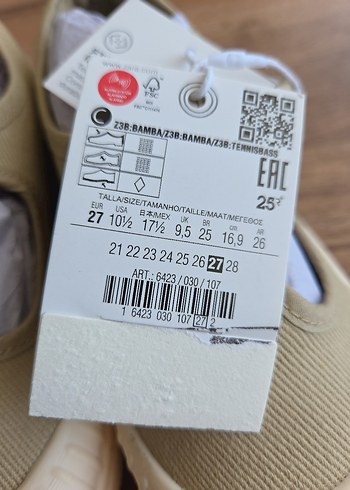 FSC
Z3B:BAMBA/Z3B:BAMBA/Z3B:TENNISBASS
EAC
25
TALLA/SIZE/TAMANHO/TAILLE/MAAT/ΜΕΓΕΘΟΣ
EUR USA 日本/MEX UK BR cm AR
27 10½ 17½ 9,5 25 16,9 26
21 22 23 24 25 26 27 28
ART.: 6423 / 030 / 107
1 6423 030 107 27 2